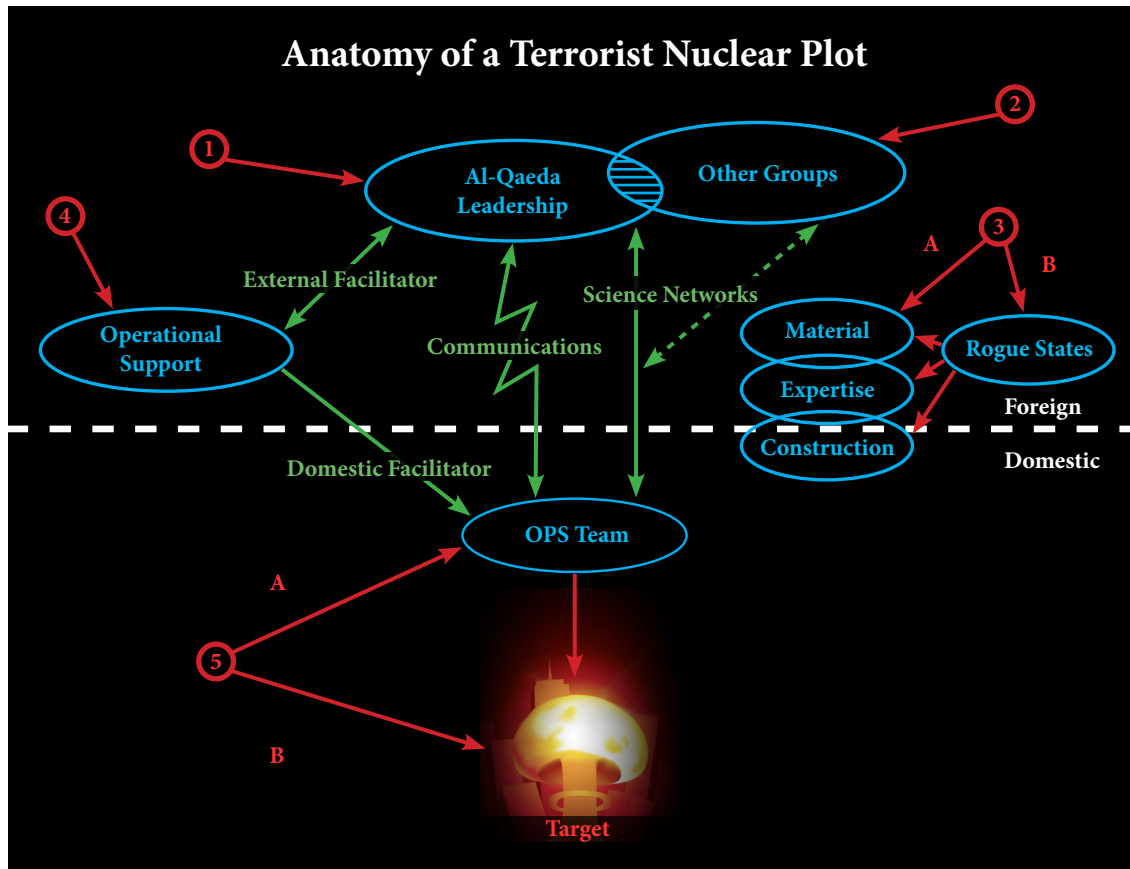 Anatomy of a Terrorist Nuclear Plot
1
2
Al-Qaeda
Leadership
Other Groups
4
3
A
B
External Facilitator
Science Networks
Operational
Support
Communications
Material
Rogue States
Expertise
Foreign
Construction
Domestic
Domestic Facilitator
OPS Team
A
5
B
Target